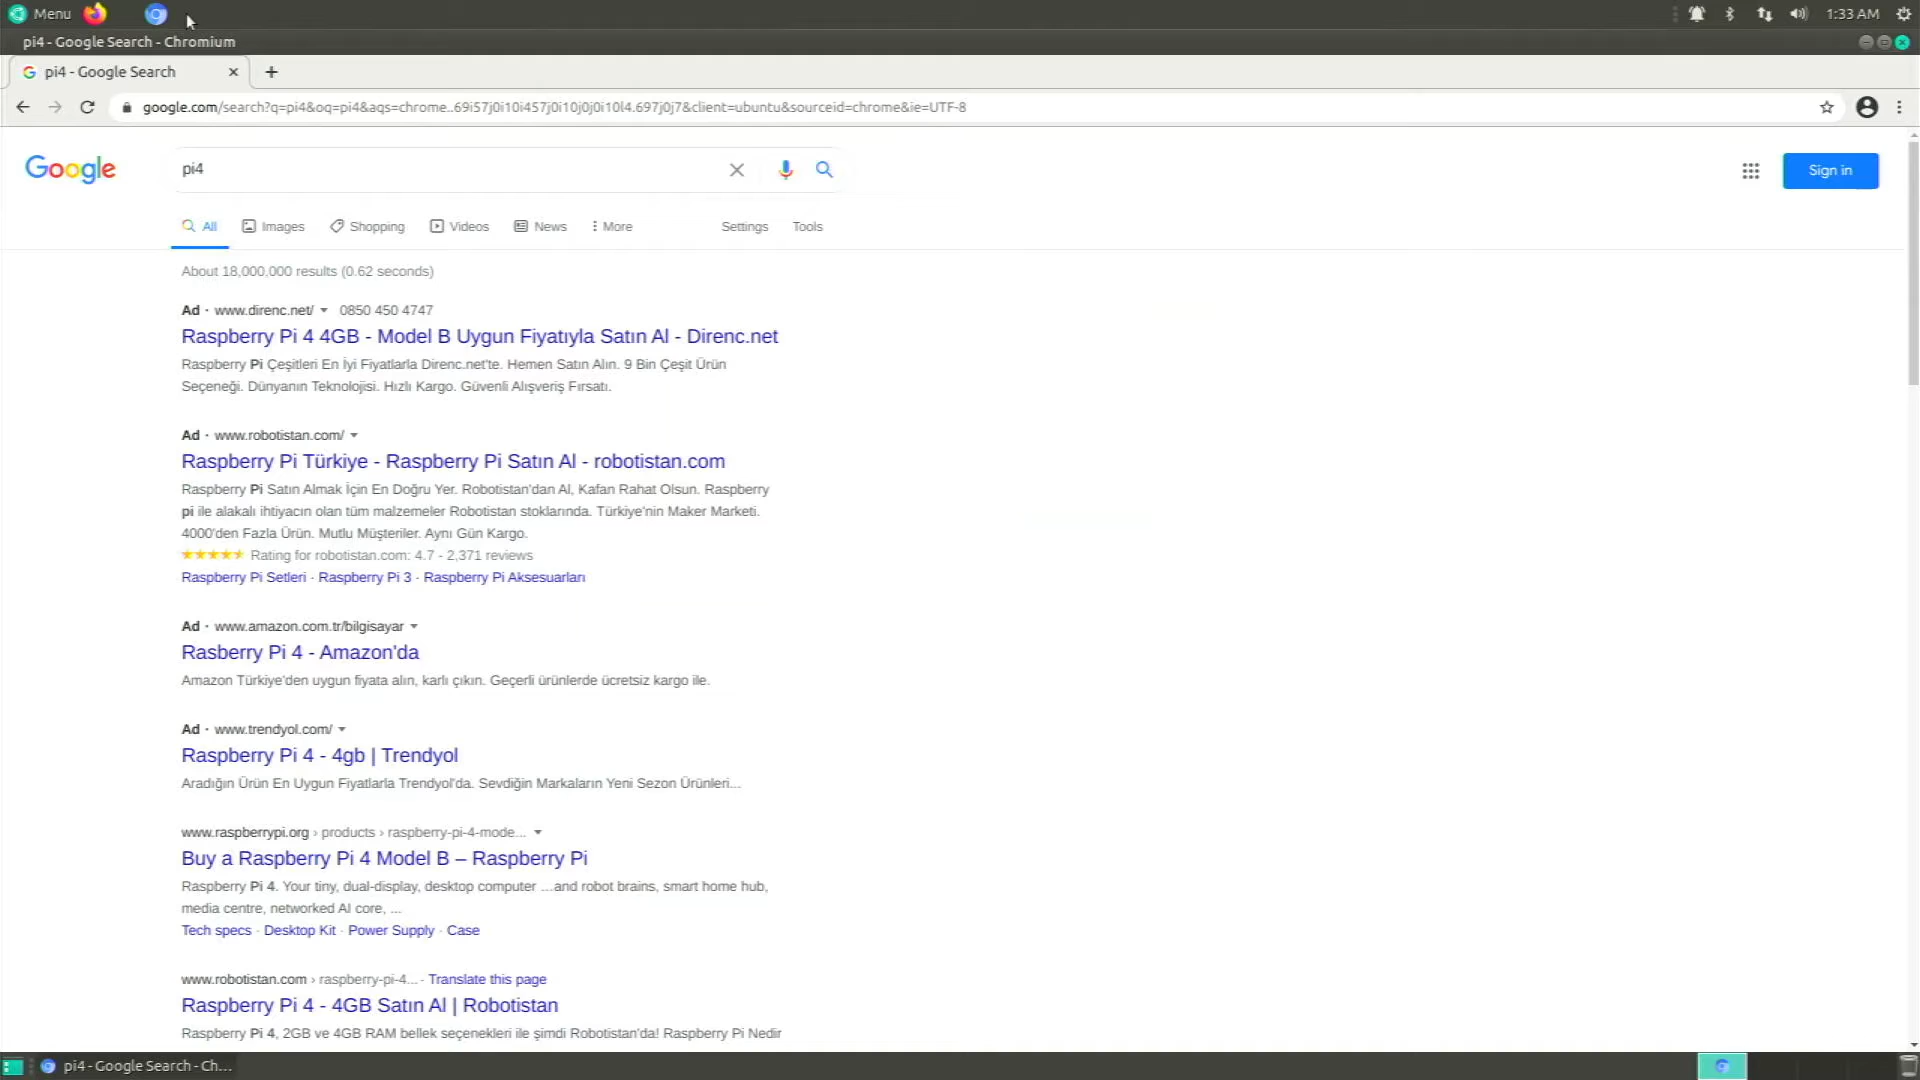 Menu
1:33 AM
pi4 - Google Search - Chromium
pi4 - Google Search
google.com/search?q=pi4&oq=pi4&aqs=chrome..69i57j0i10i457j0i10j0j0i10l4.697j0j7&client=ubuntu&sourceid=chrome&ie=UTF-8
Google
pi4
Sign in
All Images Shopping Videos News More Settings Tools
About 18,000,000 results (0.62 seconds)
Ad · www.direnc.net/ 0850 450 4747
Raspberry Pi 4 4GB - Model B Uygun Fiyatıyla Satın Al - Direnc.net
Raspberry Pi Çeşitleri En İyi Fiyatlarla Direnc.net'te. Hemen Satın Alın. 9 Bin Çeşit Ürün
Seçeneği. Dünyanın Teknolojisi. Hızlı Kargo. Güvenli Alışveriş Fırsatı.
Ad · www.robotistan.com/
Raspberry Pi Türkiye - Raspberry Pi Satın Al - robotistan.com
Raspberry Pi Satın Almak İçin En Doğru Yer. Robotistan'dan Al, Kafan Rahat Olsun. Raspberry
pi ile alakalı ihtiyacın olan tüm malzemeler Robotistan stoklarında. Türkiye'nin Maker Marketi.
4000'den Fazla Ürün. Mutlu Müşteriler. Aynı Gün Kargo.
Rating for robotistan.com: 4.7 - 2,371 reviews
Raspberry Pi Setleri · Raspberry Pi 3 · Raspberry Pi Aksesuarları
Ad · www.amazon.com.tr/bilgisayar
Rasberry Pi 4 - Amazon'da
Amazon Türkiye'den uygun fiyata alın, karlı çıkın. Geçerli ürünlerde ücretsiz kargo ile.
Ad · www.trendyol.com/
Raspberry Pi 4 - 4gb | Trendyol
Aradığın Ürün En Uygun Fiyatlarla Trendyol'da. Sevdiğin Markaların Yeni Sezon Ürünleri...
www.raspberrypi.org › products › raspberry-pi-4-mode...
Buy a Raspberry Pi 4 Model B – Raspberry Pi
Raspberry Pi 4. Your tiny, dual-display, desktop computer …and robot brains, smart home hub,
media centre, networked AI core, ...
Tech specs · Desktop Kit · Power Supply · Case
www.robotistan.com › raspberry-pi-4... · Translate this page
Raspberry Pi 4 - 4GB Satın Al | Robotistan
Raspberry Pi 4, 2GB ve 4GB RAM bellek seçenekleri ile şimdi Robotistan'da! Raspberry Pi Nedir
pi4 - Google Search - Ch...